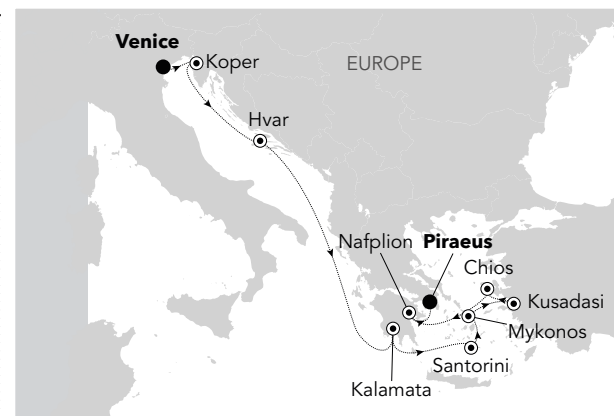 Venice
Koper
EUROPE
Hvar
Nafplion Piraeus
Chios
Kusadasi
Mykonos
Santorini
Kalamata